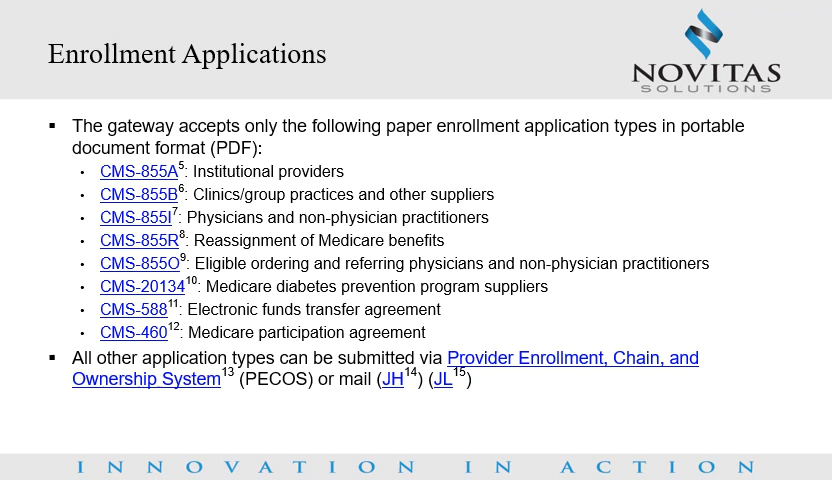 Enrollment Applications
NOVITAS
SOLUTIONS
▪ The gateway accepts only the following paper enrollment application types in portable
document format (PDF):
• CMS-855A5: Institutional providers
• CMS-855B6: Clinics/group practices and other suppliers
• CMS-855I7: Physicians and non-physician practitioners
• CMS-855R8: Reassignment of Medicare benefits
• CMS-855O9: Eligible ordering and referring physicians and non-physician practitioners
• CMS-2013410: Medicare diabetes prevention program suppliers
• CMS-58811: Electronic funds transfer agreement
• CMS-46012: Medicare participation agreement
▪ All other application types can be submitted via Provider Enrollment, Chain, and
Ownership System13 (PECOS) or mail (JH14) (JL15)
INNOVATION IN ACTION